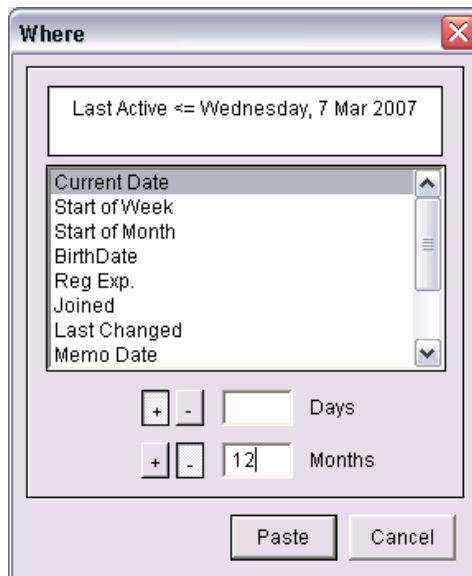 Where
Last Active <= Wednesday, 7 Mar 2007
Current Date
Start of Week
Start of Month
BirthDate
Reg Exp.
Joined
Last Changed
Memo Date
+ - Days
+ - 12 Months
Paste Cancel